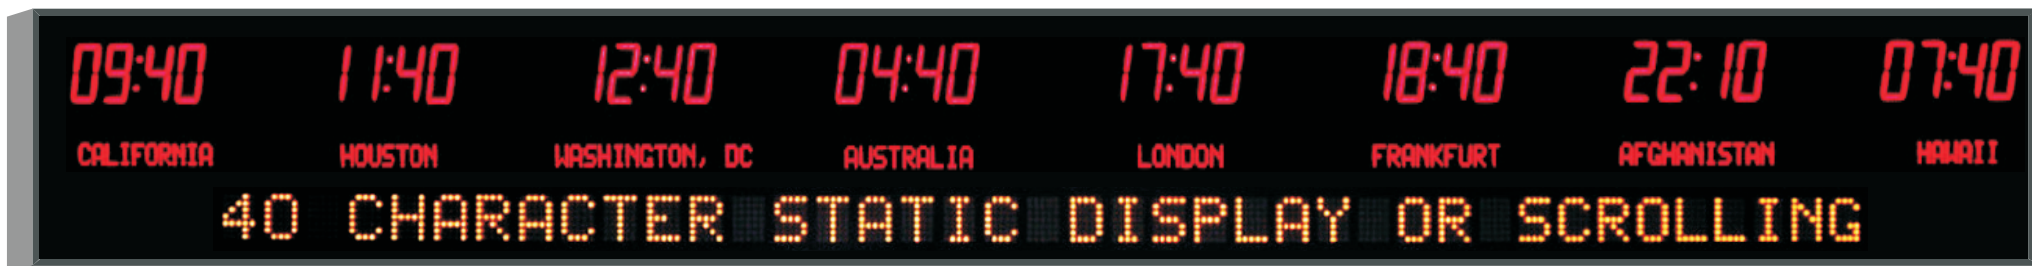 09:40 11:40 12:40 04:40 17:40 18:40 22:10 07:40
CALIFORNIA HOUSTON WASHINGTON, DC AUSTRALIA LONDON FRANKFURT AFGHANISTAN HAWAII
40 CHARACTER STATIC DISPLAY OR SCROLLING